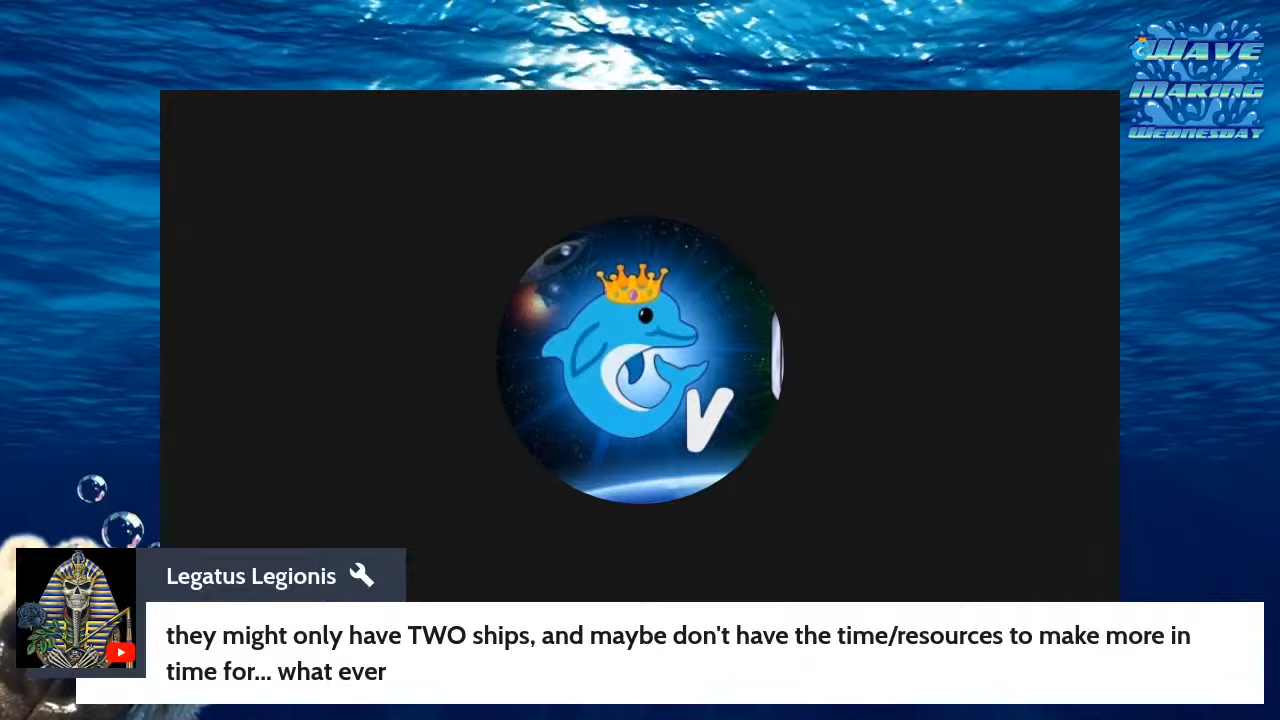 WAVE
MAKING
WEDNESDAY
V
Legatus Legionis
they might only have TWO ships, and maybe don't have the time/resources to make more in
time for... what ever